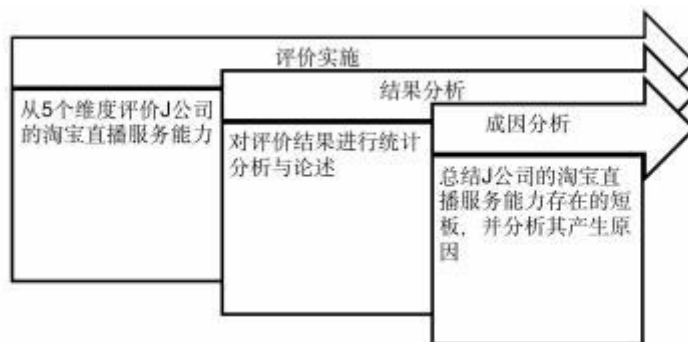 评价实施
从5个维度评价J公司
的淘宝直播服务能力
结果分析
对评价结果进行统计
分析与论述
成因分析
总结J公司的淘宝直
播服务能力存在的短
板，并分析其产生原
因